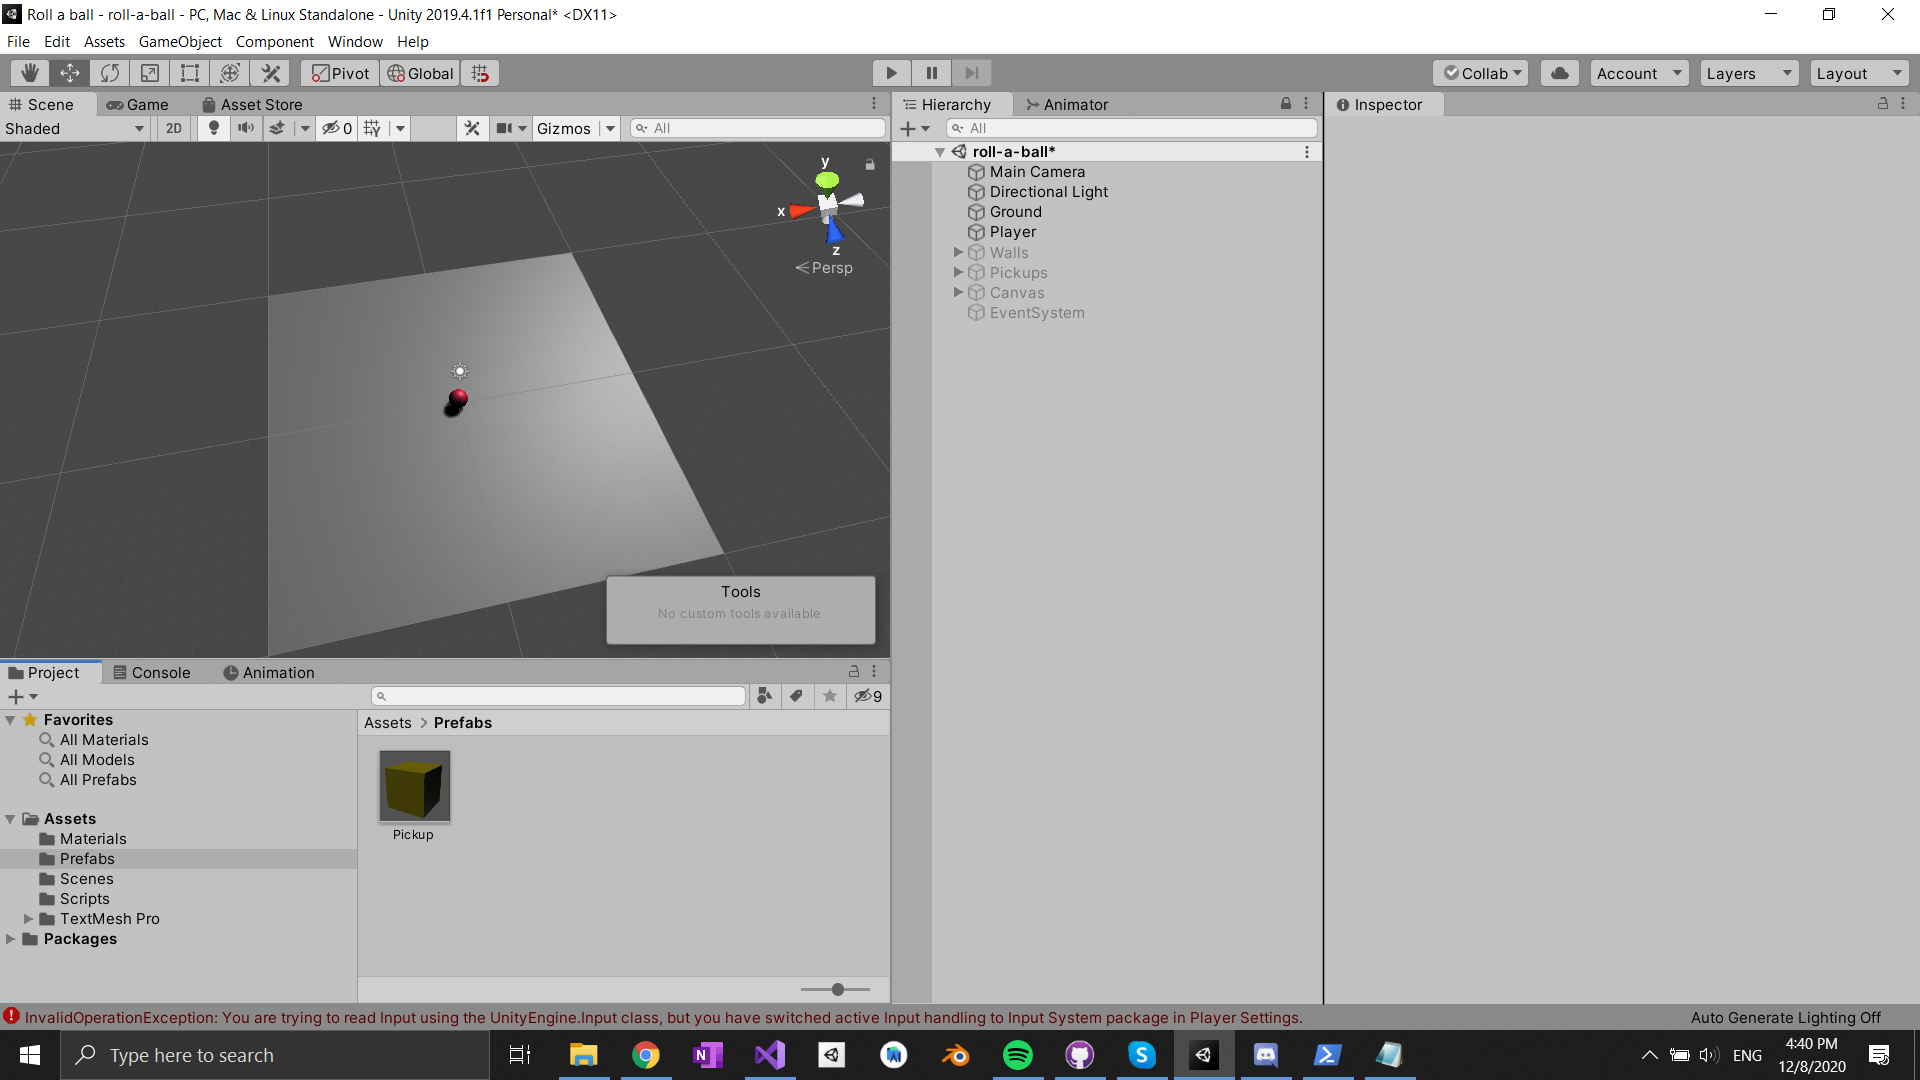 Roll a ball - roll-a-ball - PC, Mac & Linux Standalone - Unity 2019.4.1f1 Personal* <DX11>
File Edit Assets GameObject Component Window Help
Pivot Global Collab Account Layers Layout
Scene Game Asset Store
Shaded 2D 0 Gizmos All
y
x
z
Persp
Tools
No custom tools available
Hierarchy Animator
All
roll-a-ball*
Main Camera
Directional Light
Ground
Player
Walls
Pickups
Canvas
EventSystem
Inspector
Project Console Animation
9
Favorites
All Materials
All Models
All Prefabs
Assets
Materials
Prefabs
Scenes
Scripts
TextMesh Pro
Packages
Assets > Prefabs
Pickup
InvalidOperationException: You are trying to read Input using the UnityEngine.Input class, but you have switched active Input handling to Input System package in Player Settings.
Auto Generate Lighting Off
Type here to search
N
S
ENG
4:40 PM
12/8/2020